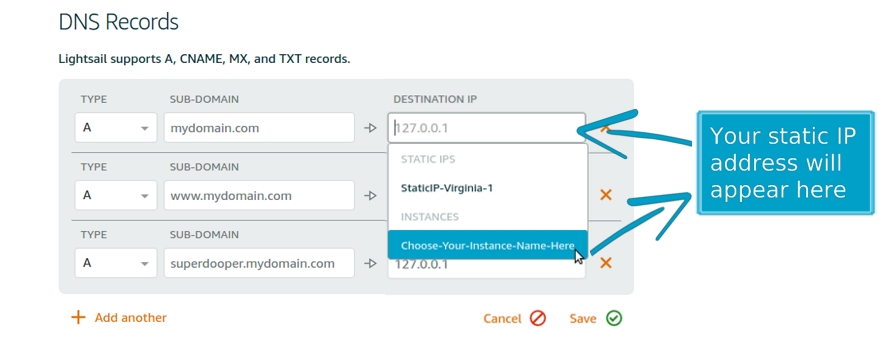 DNS Records
Lightsail supports A, CNAME, MX, and TXT records.
TYPE SUB-DOMAIN DESTINATION IP
A mydomain.com 127.0.0.1
STATIC IPS
TYPE SUB-DOMAIN
StaticIP-Virginia-1
A www.mydomain.com
INSTANCES
TYPE SUB-DOMAIN
Choose-Your-Instance-Name-Here
A superdooper.mydomain.com 127.0.0.1
Add another
Cancel Save
Your static IP
address will
appear here